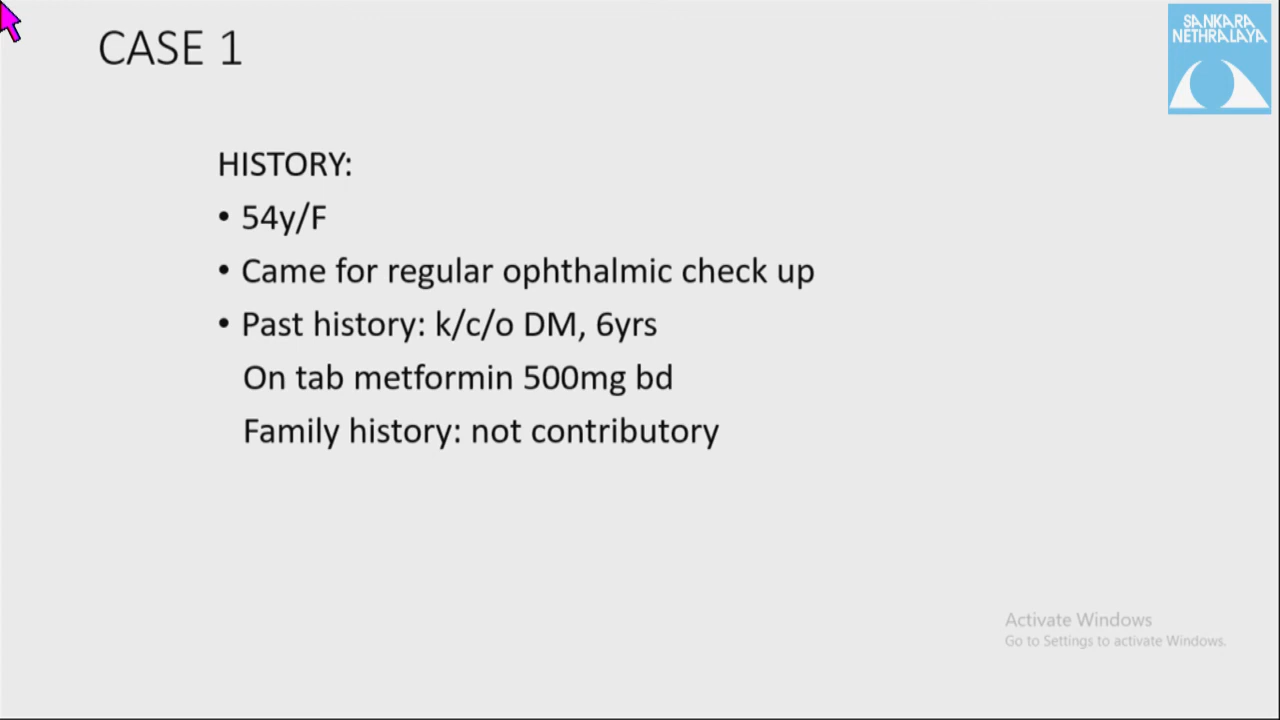 CASE 1
SANKARA
NETHRALAYA
HISTORY:
• 54y/F
• Came for regular ophthalmic check up
• Past history: k/c/o DM, 6yrs
On tab metformin 500mg bd
Family history: not contributory
Activate Windows
Go to Settings to activate Windows.